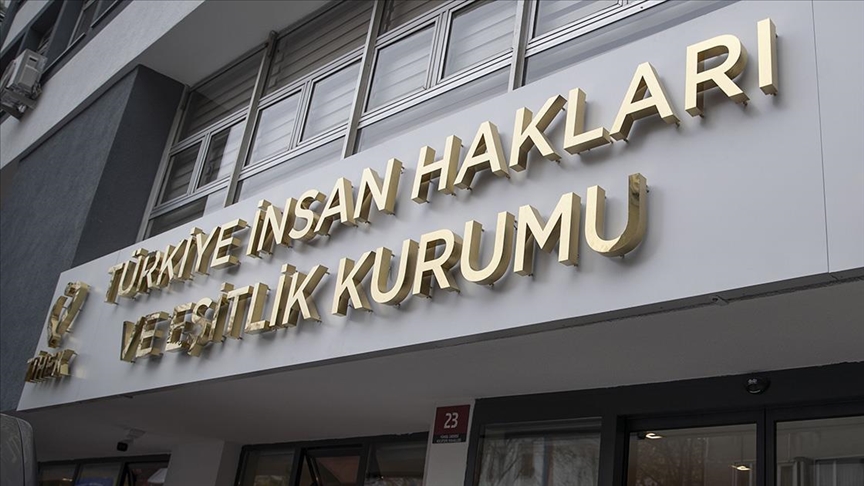 TÜRKİYE İNSAN HAKLARI
VE EŞİTLİK KURUMU
TİHEK
23